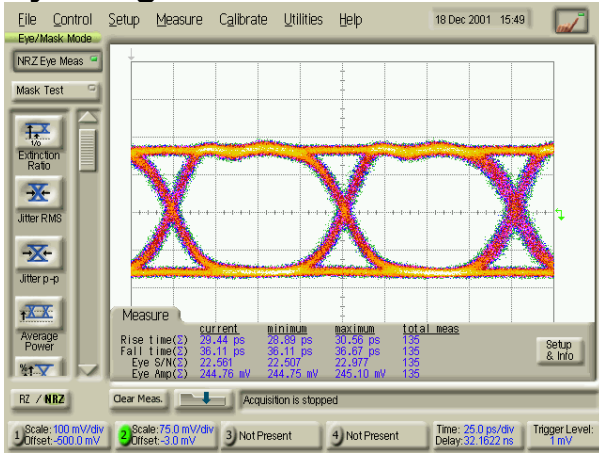 File Control Setup Measure Calibrate Utilities Help 18 Dec 2001 15:49
Eye/Mask Mode
NRZ Eye Meas
Mask Test
Extinction
Ratio
Jitter RMS
Jitter p-p
Average
Power
Measure
current minimum maximum total meas
Rise time(Σ) 29.44 ps 28.89 ps 30.56 ps 135
Fall time(Σ) 36.11 ps 36.11 ps 36.67 ps 135
Eye S/N(Σ) 22.561 22.507 22.977 135
Eye Amp(Σ) 244.76 mV 244.75 mV 245.10 mV 135
Setup
& Info
RZ / NRZ
Clear Meas.
Acquisition is stopped
1 Scale: 100 mV/div
Offset:-500.0 mV
2 Scale:75.0 mV/div
Offset:-3.0 mV
3 Not Present
4 Not Present
Time: 25.0 ps/div
Delay:32.1622 ns
Trigger Level:
1 mV